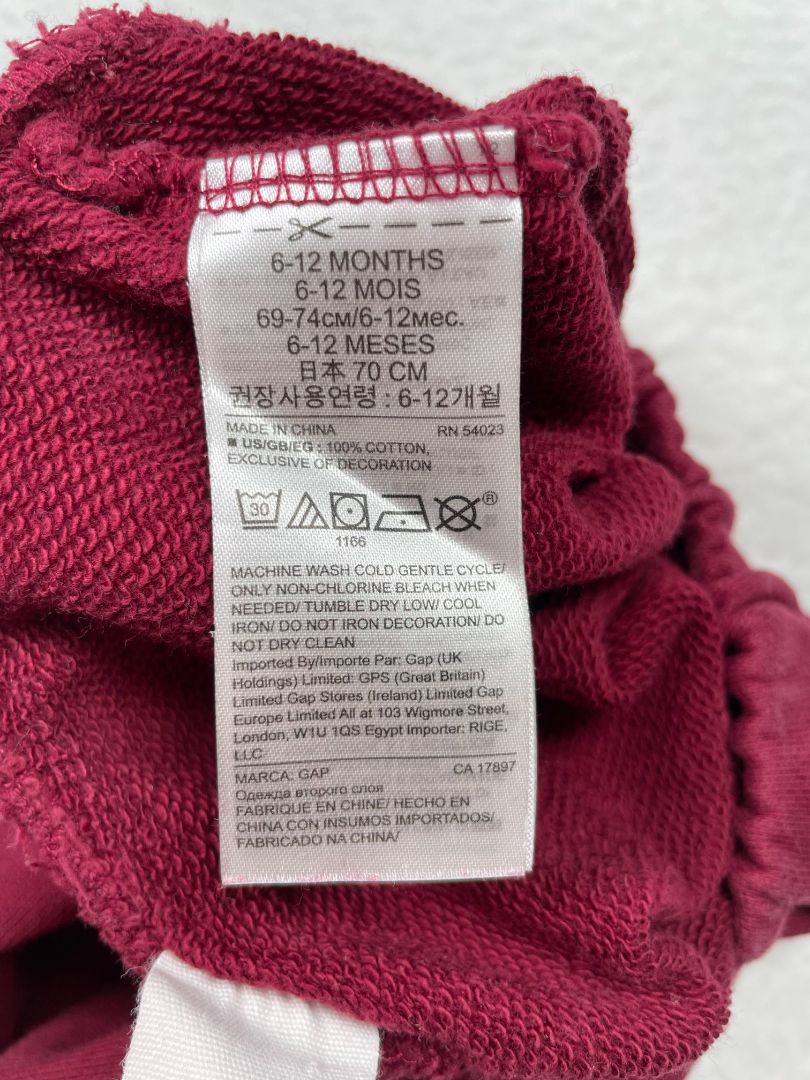 2
6-12 MONTHS
6-12 MOIS
69-74см/6-12мес.
6-12 MESES
日本 70 CM
권장사용연령 : 6-12개월
MADE IN CHINA RN 54023
■ US/GB/EG : 100% COTTON,
EXCLUSIVE OF DECORATION
30 ®
1166
MACHINE WASH COLD GENTLE CYCLE/
ONLY NON-CHLORINE BLEACH WHEN
NEEDED/ TUMBLE DRY LOW/ COOL
IRON/ DO NOT IRON DECORATION/ DO
NOT DRY CLEAN
Imported By/Importe Par: Gap (UK
Holdings) Limited: GPS (Great Britain)
Limited Gap Stores (Ireland) Limited Gap
Europe Limited All at 103 Wigmore Street,
London, W1U 1QS Egypt Importer: RIGE,
LLC
MARCA: GAP CA 17897
Одежда второго слоя
FABRIQUE EN CHINE/ HECHO EN
CHINA CON INSUMOS IMPORTADOS/
FABRICADO NA CHINA/